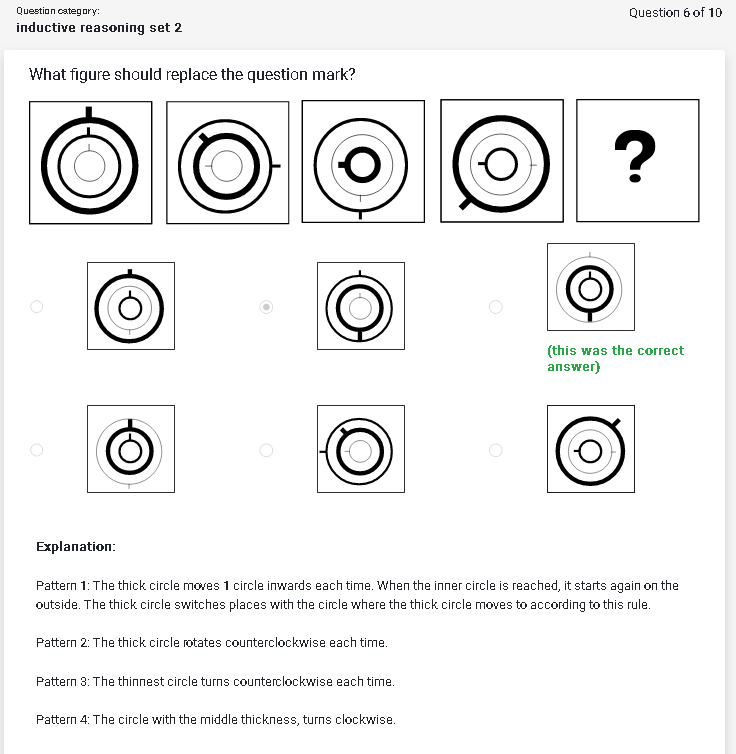 Question category:
Question 6 of 10
inductive reasoning set 2
What figure should replace the question mark?
?
(this was the correct
answer)
Explanation:
Pattern 1: The thick circle moves 1 circle inwards each time. When the inner circle is reached, it starts again on the
outside. The thick circle switches places with the circle where the thick circle moves to according to this rule.
Pattern 2: The thick circle rotates counterclockwise each time.
Pattern 3: The thinnest circle turns counterclockwise each time.
Pattern 4: The circle with the middle thickness, turns clockwise.